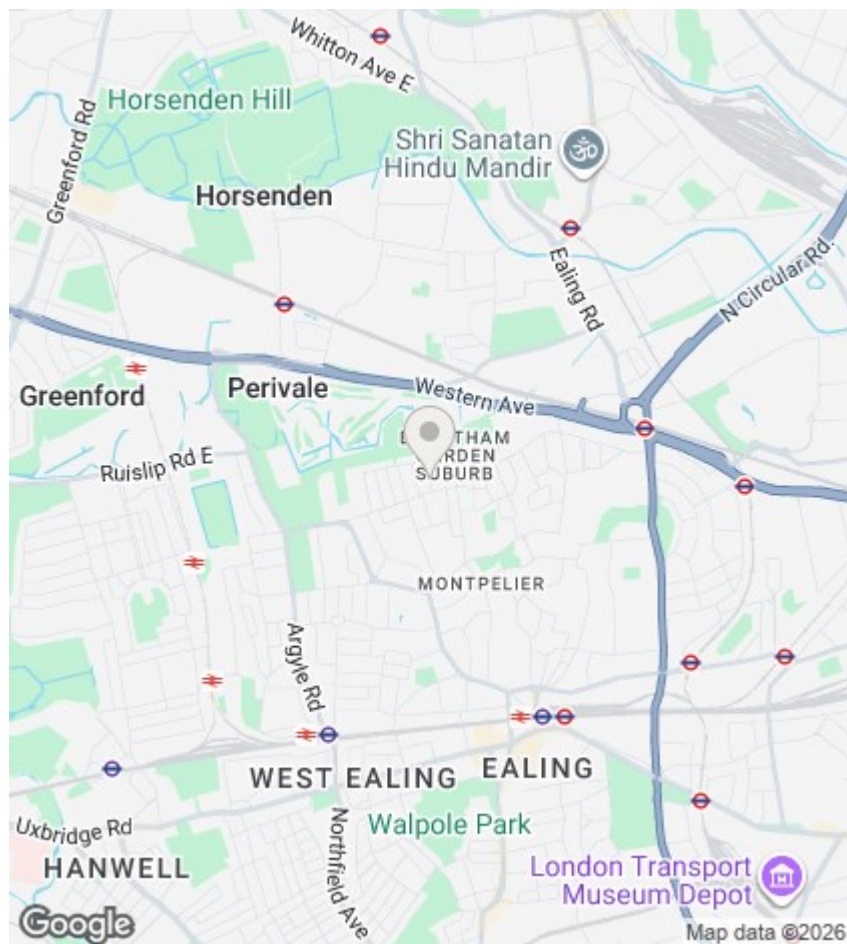 Whitton Ave E
Horsenden Hill
Shri Sanatan
Hindu Mandir
Greenford Rd
Horsenden
Ealing Rd
N Circular Rd.
Greenford
Perivale
Western Ave
SUBURB
Ruislip Rd E
MONTPELIER
Argyle Rd
WEST EALING
EALING
Uxbridge Rd
Northfield Ave
Walpole Park
HANWELL
London Transport
Museum Depot
Google
Map data ©2026